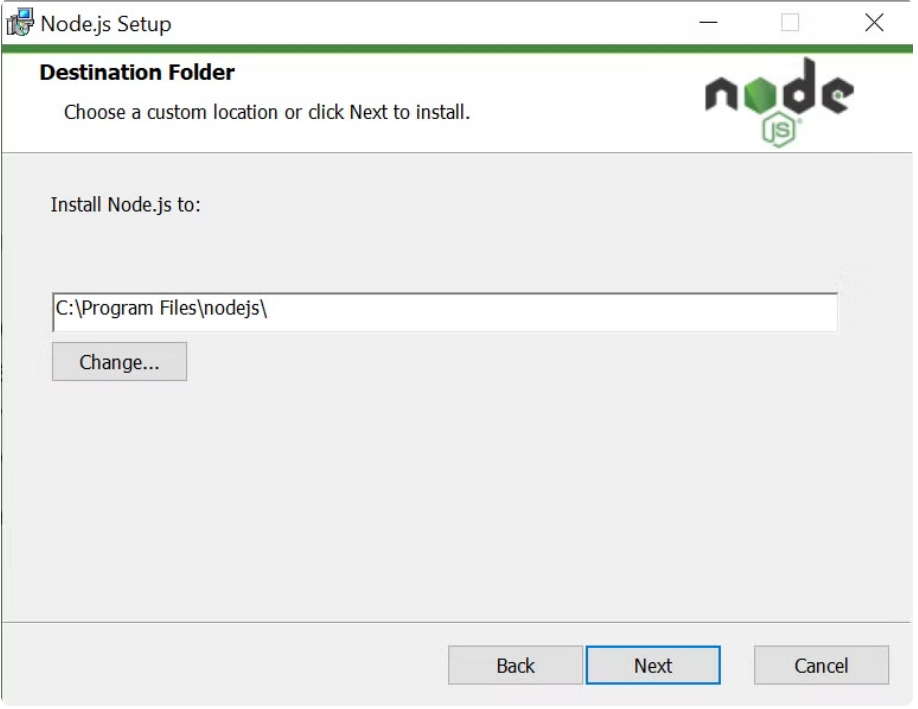 Node.js Setup
Destination Folder
Choose a custom location or click Next to install.
node
JS
Install Node.js to:
C:\Program Files\nodejs\
Change...
Back Next Cancel